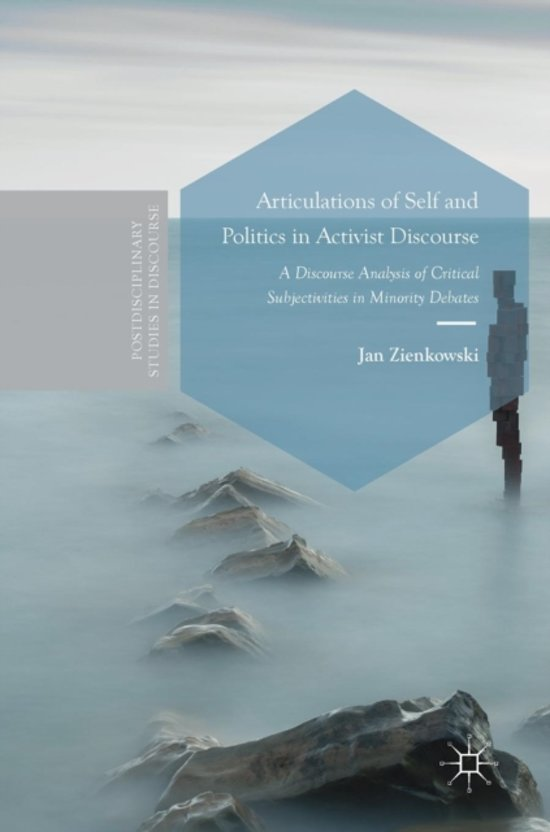 POSTDISCIPLINARY
STUDIES IN DISCOURSE
Articulations of Self and
Politics in Activist Discourse
A Discourse Analysis of Critical
Subjectivities in Minority Debates
Jan Zienkowski